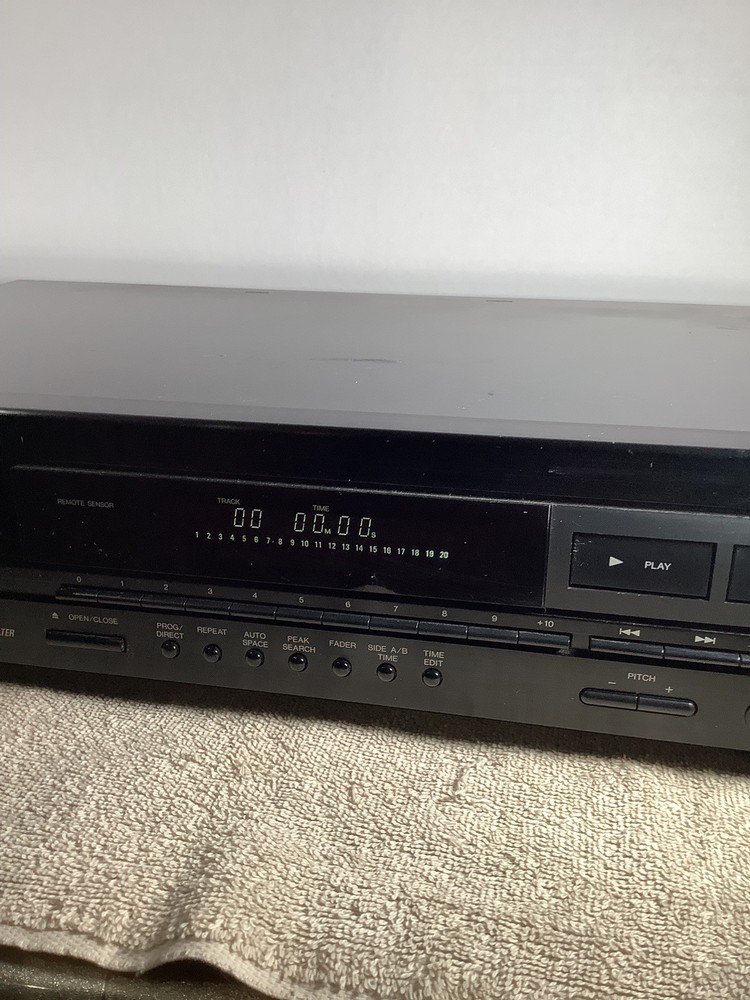 REMOTE SENSOR
TRACK TIME
00 00M00S
1 2 3 4 5 6 7 8 9 10 11 12 13 14 15 16 17 18 19 20
PLAY
0 1 2 3 4 5 6 7 8 9 +10
OPEN/CLOSE
PROG/
DIRECT
REPEAT
AUTO
SPACE
PEAK
SEARCH
FADER
SIDE A/B
TIME
TIME
EDIT
PITCH
− +